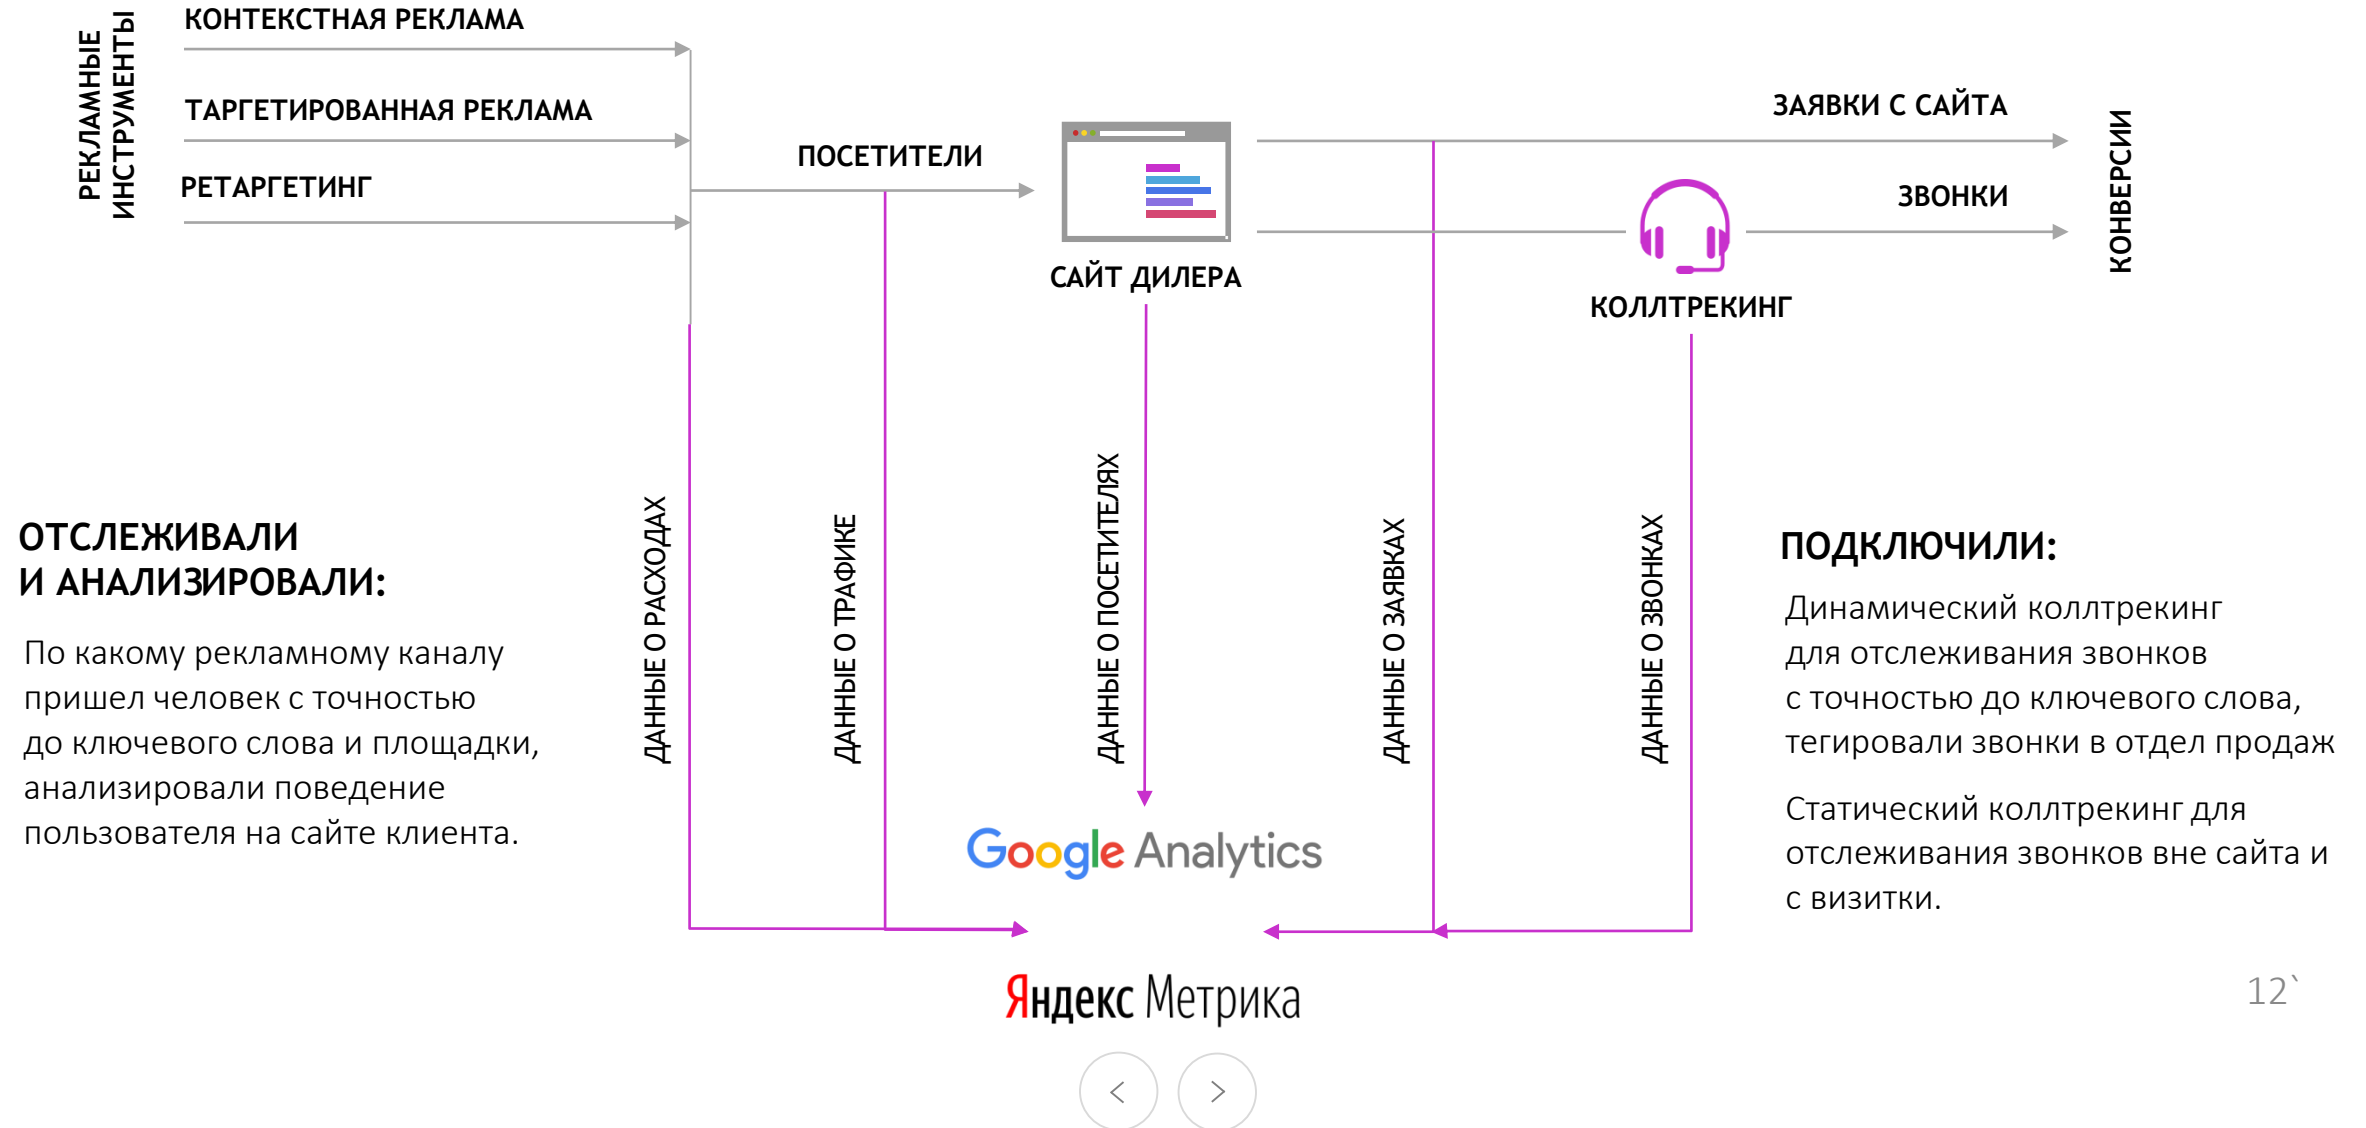 РЕКЛАМНЫЕ
ИНСТРУМЕНТЫ
КОНТЕКСТНАЯ РЕКЛАМА
ТАРГЕТИРОВАННАЯ РЕКЛАМА
РЕТАРГЕТИНГ
ПОСЕТИТЕЛИ
САЙТ ДИЛЕРА
ЗАЯВКИ С САЙТА
ЗВОНКИ
КОЛЛТРЕКИНГ
КОНВЕРСИИ
ОТСЛЕЖИВАЛИ
И АНАЛИЗИРОВАЛИ:
По какому рекламному каналу
пришел человек с точностью
до ключевого слова и площадки,
анализировали поведение
пользователя на сайте клиента.
ДАННЫЕ О РАСХОДАХ
ДАННЫЕ О ТРАФИКЕ
ДАННЫЕ О ПОСЕТИТЕЛЯХ
ДАННЫЕ О ЗАЯВКАХ
ДАННЫЕ О ЗВОНКАХ
ПОДКЛЮЧИЛИ:
Динамический коллтрекинг
для отслеживания звонков
с точностью до ключевого слова,
тегировали звонки в отдел продаж
Статический коллтрекинг для
отслеживания звонков вне сайта и
с визитки.
Google Analytics
Яндекс Метрика
12`